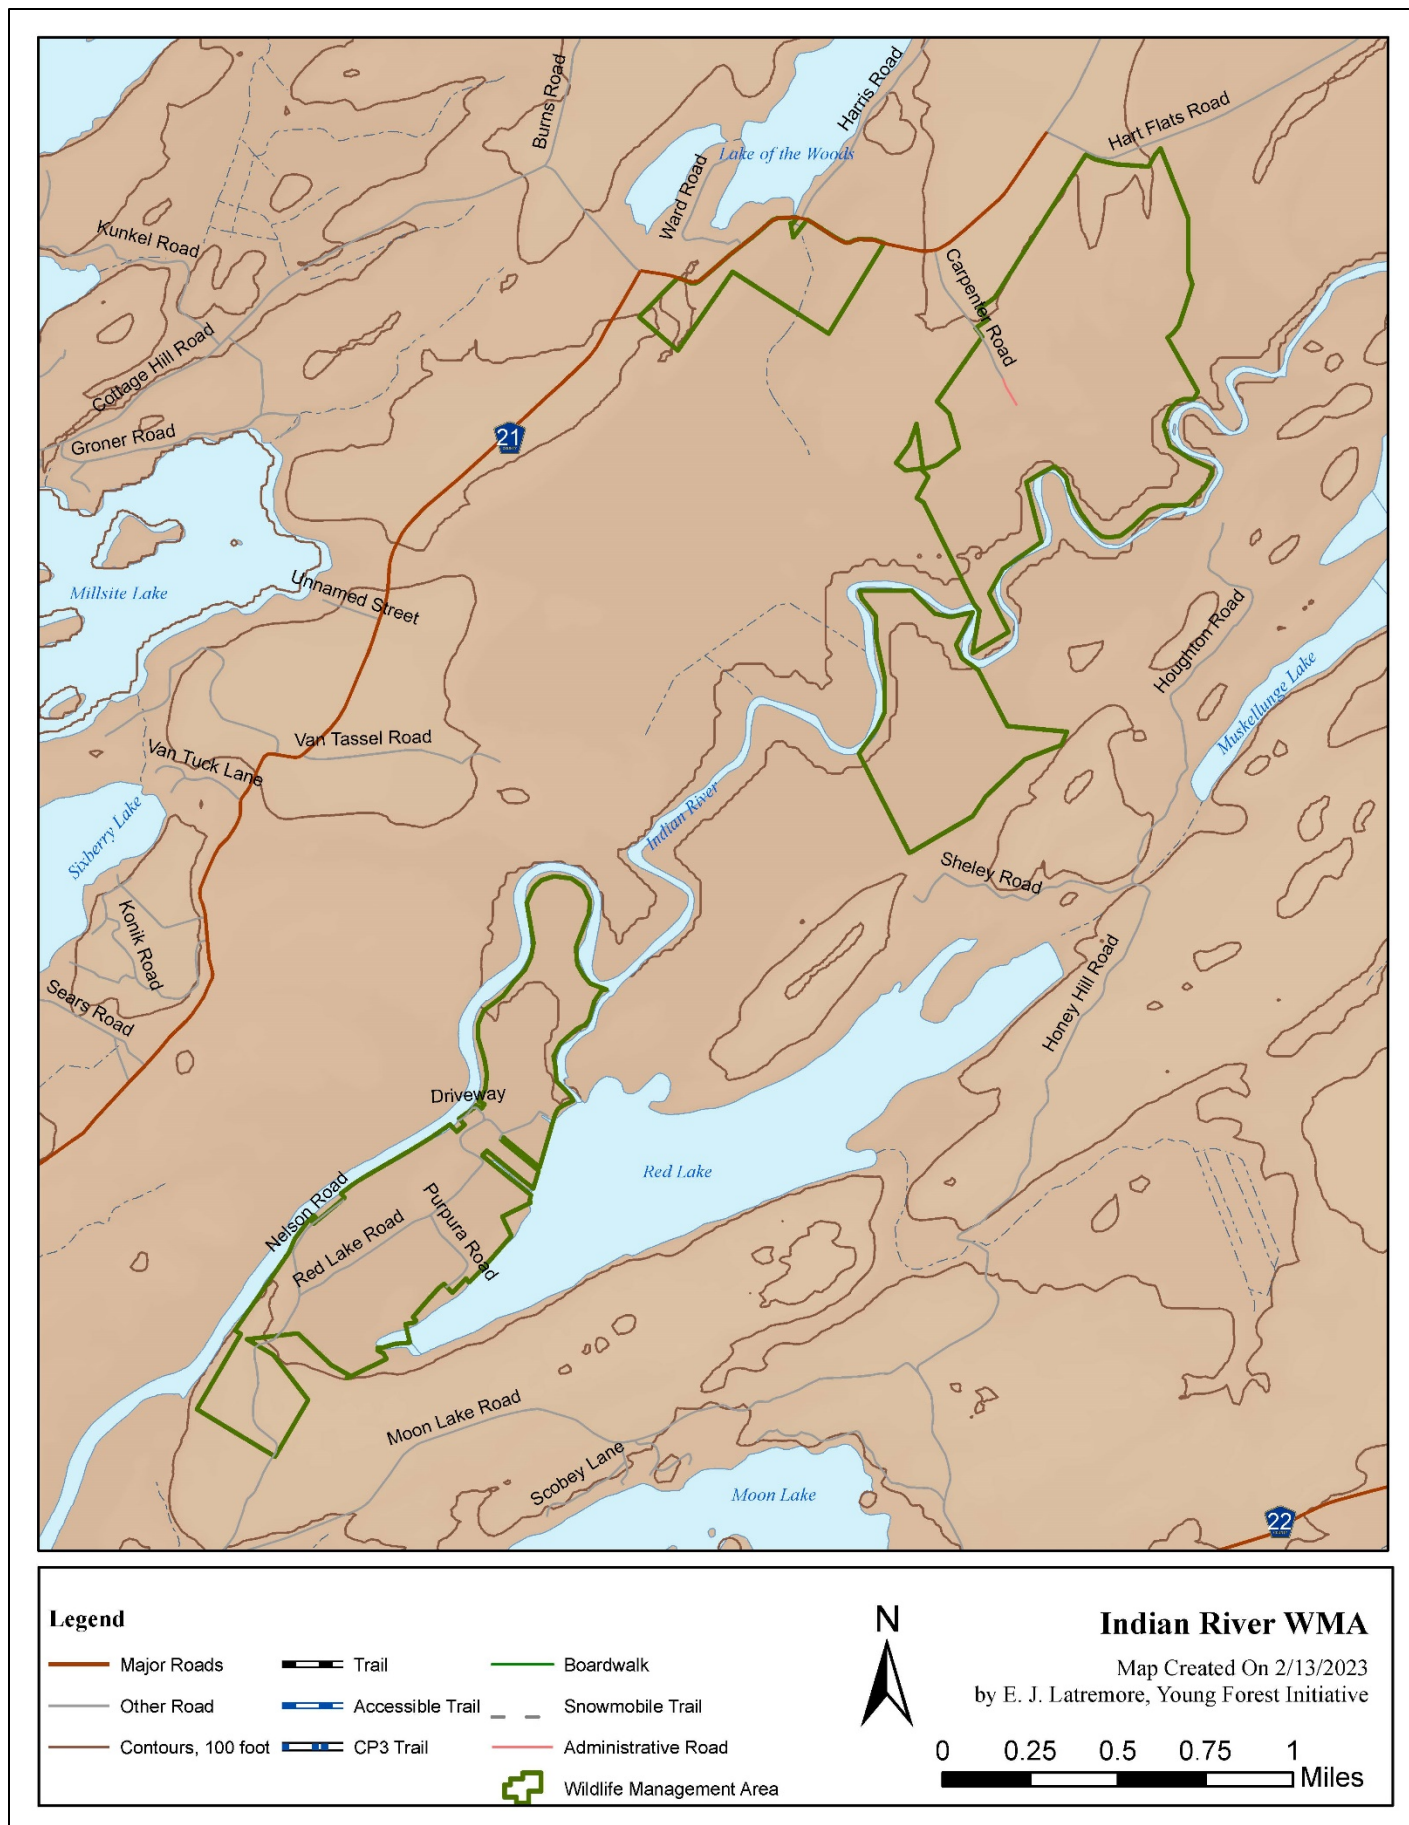 Burns Road
Harris Road
Hart Flats Road
Lake of the Woods
Ward Road
Kunkel Road
Carpenter Road
Cottage Hill Road
Groner Road
21
Unnamed Street
Millsite Lake
Houghton Road
Muskellunge Lake
Van Tassel Road
Van Tuck Lane
Sixberry Lake
Indian River
Sheley Road
Konik Road
Honey Hill Road
Sears Road
Driveway
Red Lake
Nelson Road
Purpura Road
Red Lake Road
Moon Lake Road
Scobey Lane
Moon Lake
22
Legend
Major Roads
Other Road
Contours, 100 foot
Trail
Accessible Trail
CP3 Trail
Boardwalk
Snowmobile Trail
Administrative Road
Wildlife Management Area
N
Indian River WMA
Map Created On 2/13/2023
by E. J. Latremore, Young Forest Initiative
0 0.25 0.5 0.75 1
Miles